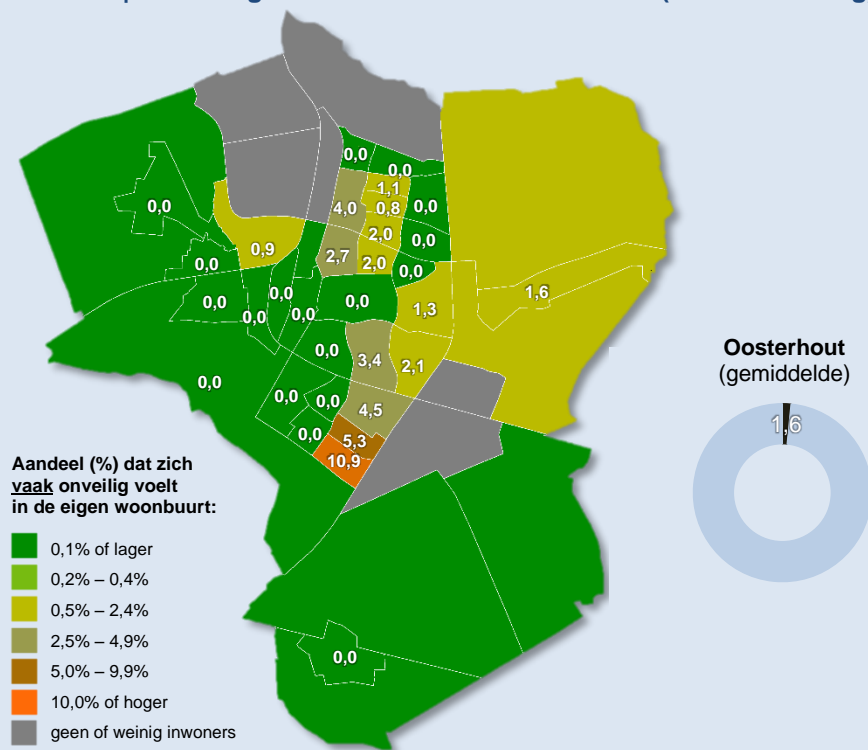 0,0
0,0
1,1
4,0
0,8
0,0
0,0
2,0
0,0
0,9
2,7
2,0
0,0
0,0
0,0
0,0
0,0
1,3
1,6
0,0
0,0
0,0
3,4
2,1
0,0
0,0
0,0
4,5
0,0
5,3
10,9
0,0
Oosterhout
(gemiddelde)
1,6
Aandeel (%) dat zich
vaak onveilig voelt
in de eigen woonbuurt:
0,1% of lager
0,2% – 0,4%
0,5% – 2,4%
2,5% – 4,9%
5,0% – 9,9%
10,0% of hoger
geen of weinig inwoners